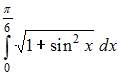 ∫₀^{π/6} √(1 + sin² x) dx